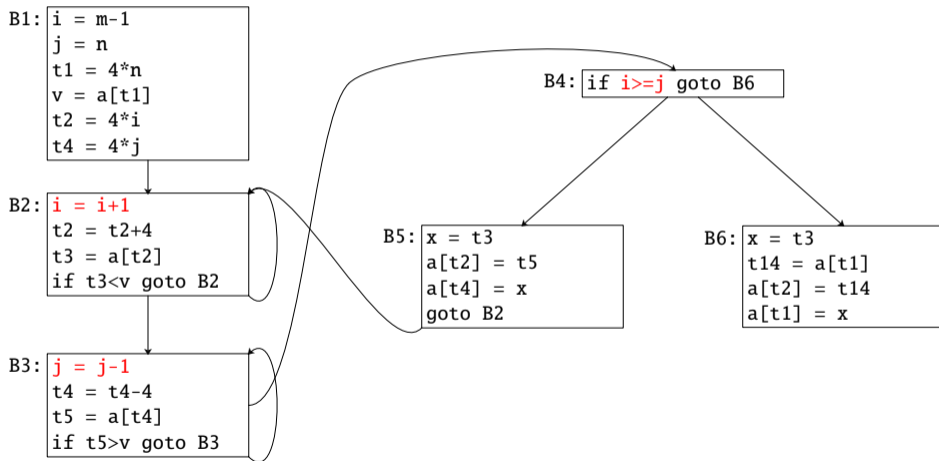 B1:
i = m-1
j = n
t1 = 4*n
v = a[t1]
t2 = 4*i
t4 = 4*j
B2:
i = i+1
t2 = t2+4
t3 = a[t2]
if t3<v goto B2
B3:
j = j-1
t4 = t4-4
t5 = a[t4]
if t5>v goto B3
B4:
if i>=j goto B6
B5:
x = t3
a[t2] = t5
a[t4] = x
goto B2
B6:
x = t3
t14 = a[t1]
a[t2] = t14
a[t1] = x